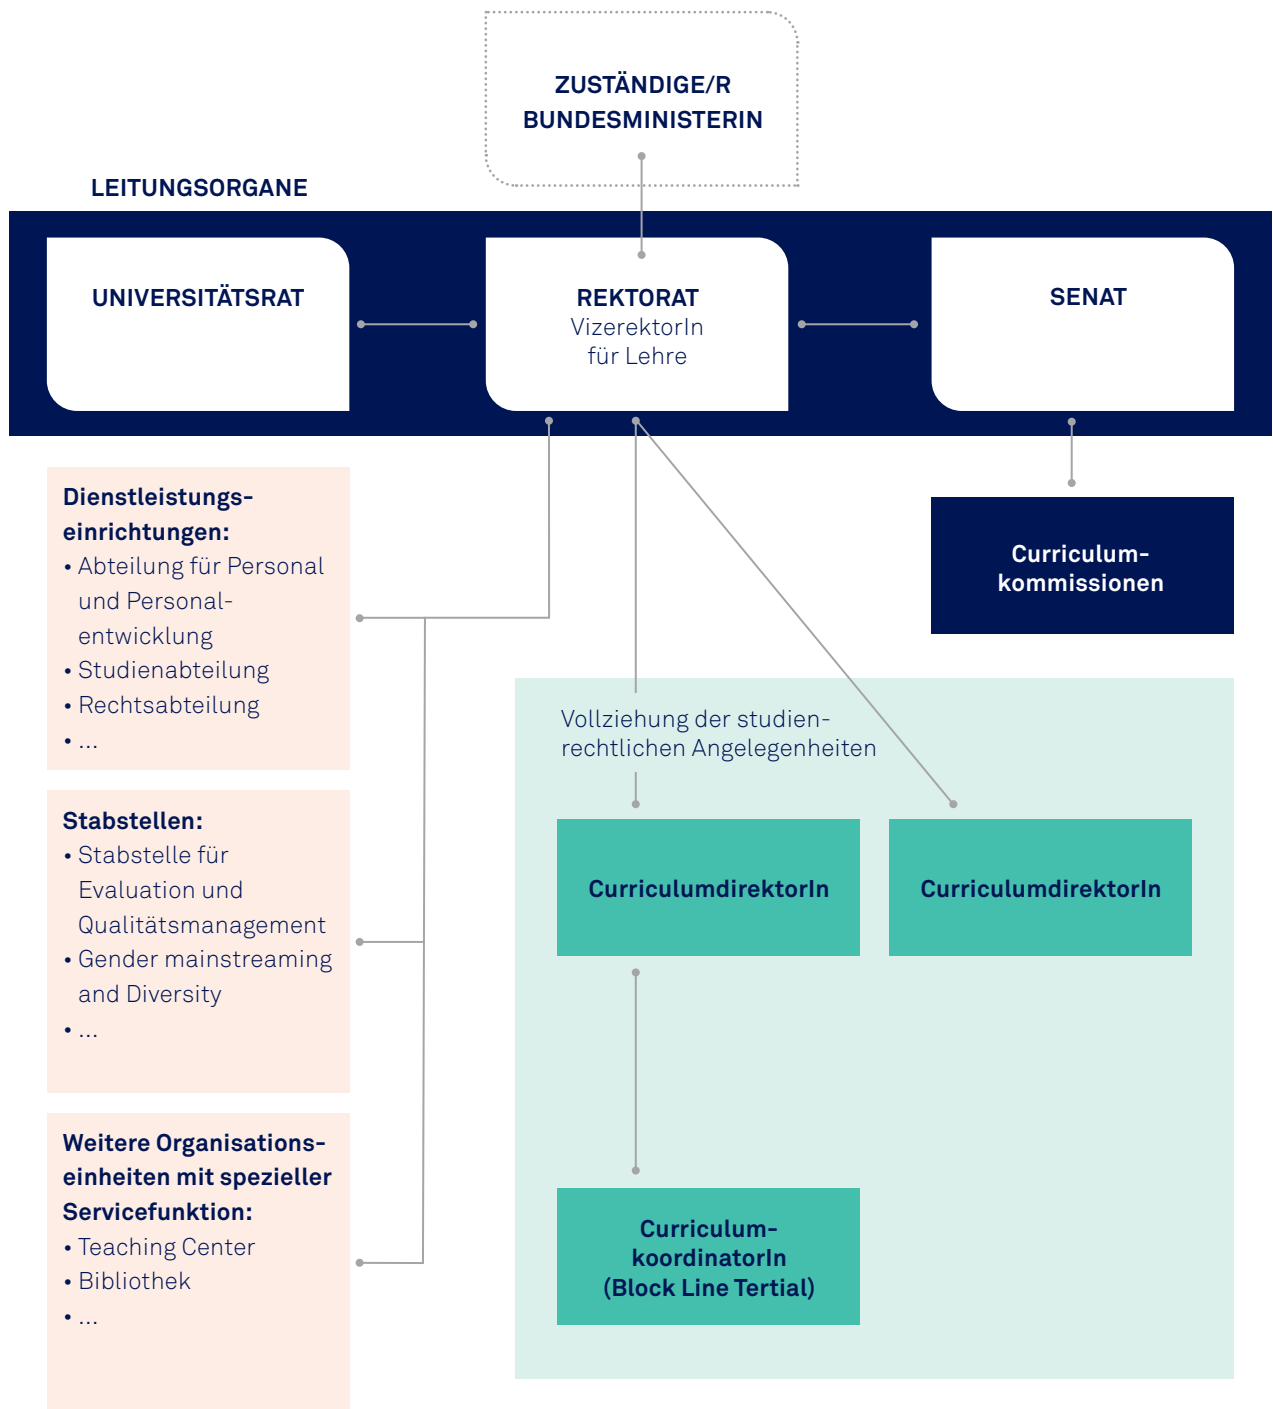 ZUSTÄNDIGE/R
BUNDESMINISTERIN
LEITUNGSORGANE
UNIVERSITÄTSRAT
REKTORAT
VizerektorIn
für Lehre
SENAT
Dienstleistungs-
einrichtungen:
• Abteilung für Personal
und Personal-
entwicklung
• Studienabteilung
• Rechtsabteilung
• ...
Curriculum-
kommissionen
Vollziehung der studien-
rechtlichen Angelegenheiten
Stabstellen:
• Stabstelle für
Evaluation und
Qualitätsmanagement
• Gender mainstreaming
and Diversity
• ...
CurriculumdirektorIn
CurriculumdirektorIn
Weitere Organisations-
einheiten mit spezieller
Servicefunktion:
• Teaching Center
• Bibliothek
• ...
Curriculum-
koordinatorIn
(Block Line Tertial)